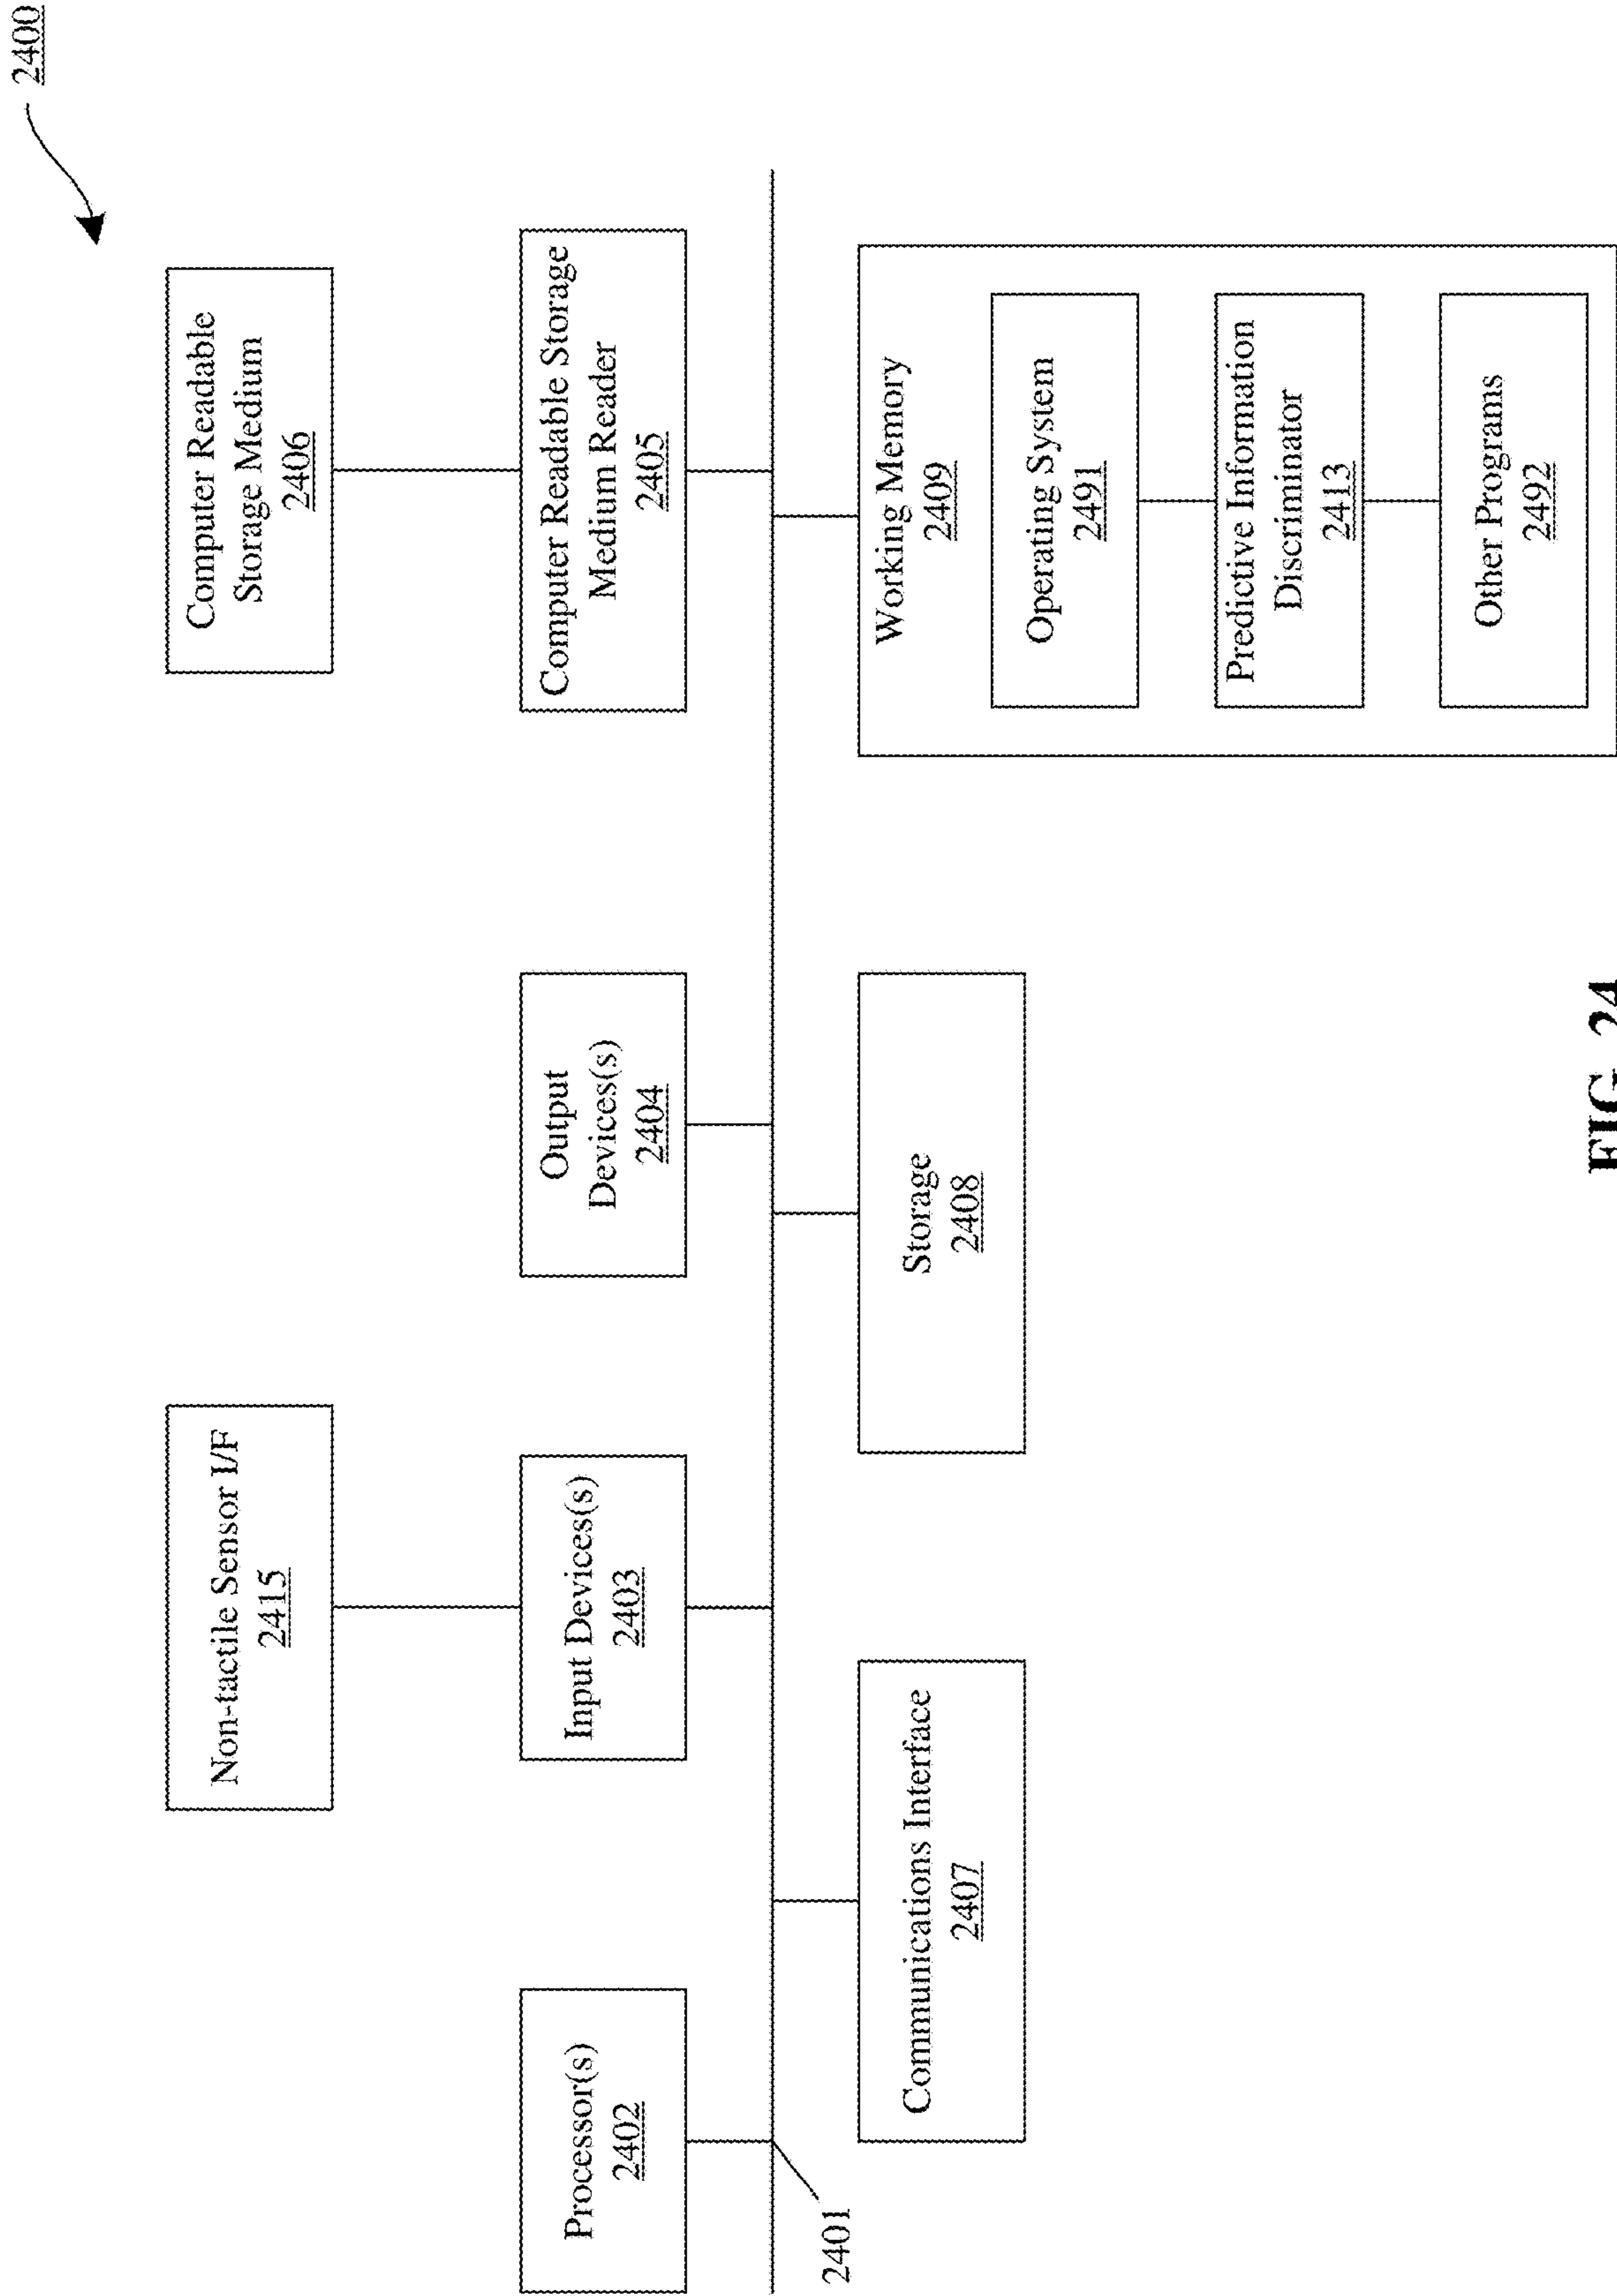 2400
Non-tactile Sensor I/F
2415
Computer Readable
Storage Medium
2406
Processor(s)
2402
Input Devices(s)
2403
Output
Devices(s)
2404
Computer Readable Storage
Medium Reader
2405
2401
Communications Interface
2407
Storage
2408
Working Memory
2409
Operating System
2491
Predictive Information
Discriminator
2413
Other Programs
2492
FIG. 24